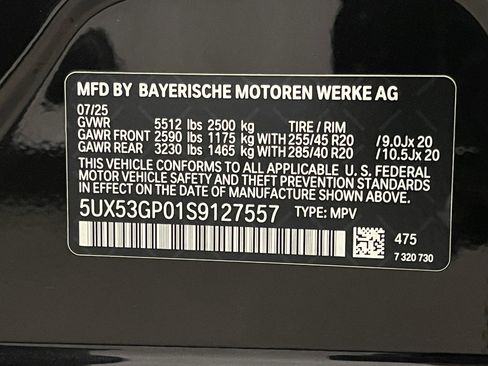 MFD BY BAYERISCHE MOTOREN WERKE AG
07/25
GVWR 5512 lbs 2500 kg TIRE / RIM
GAWR FRONT 2590 lbs 1175 kg WITH 255/45 R20 /9.0Jx 20
GAWR REAR 3230 lbs 1465 kg WITH 285/40 R20 /10.5Jx 20
THIS VEHICLE CONFORMS TO ALL APPLICABLE U. S. FEDERAL
MOTOR VEHICLE SAFETY AND THEFT PREVENTION STANDARDS
IN EFFECT ON THE DATE OF MANUFACTURE SHOWN ABOVE.
5UX53GP01S9127557 TYPE: MPV
475
7 320 730